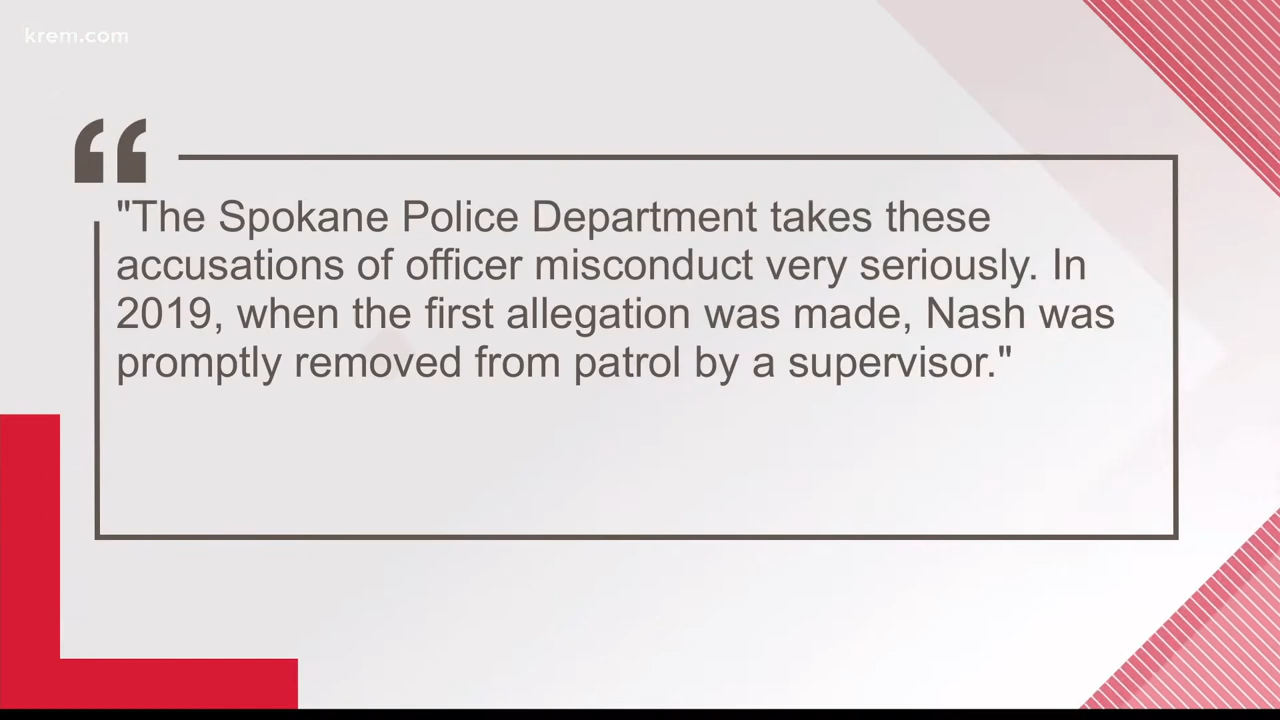 krem.com
"The Spokane Police Department takes these
accusations of officer misconduct very seriously. In
2019, when the first allegation was made, Nash was
promptly removed from patrol by a supervisor."